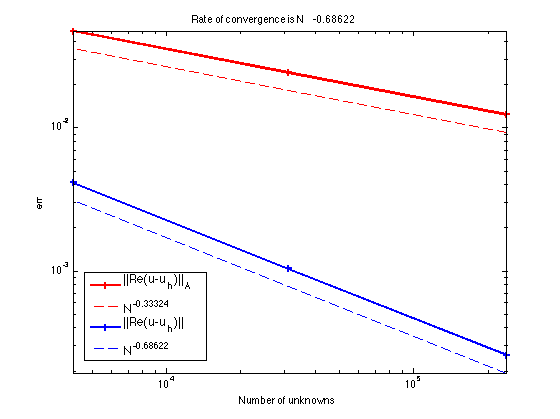 Rate of convergence is N -0.68622
10^-2
err
10^-3
||Re(u-u_h)||_A
N^-0.33324
||Re(u-u_h)||
N^-0.68622
10^4
10^5
Number of unknowns